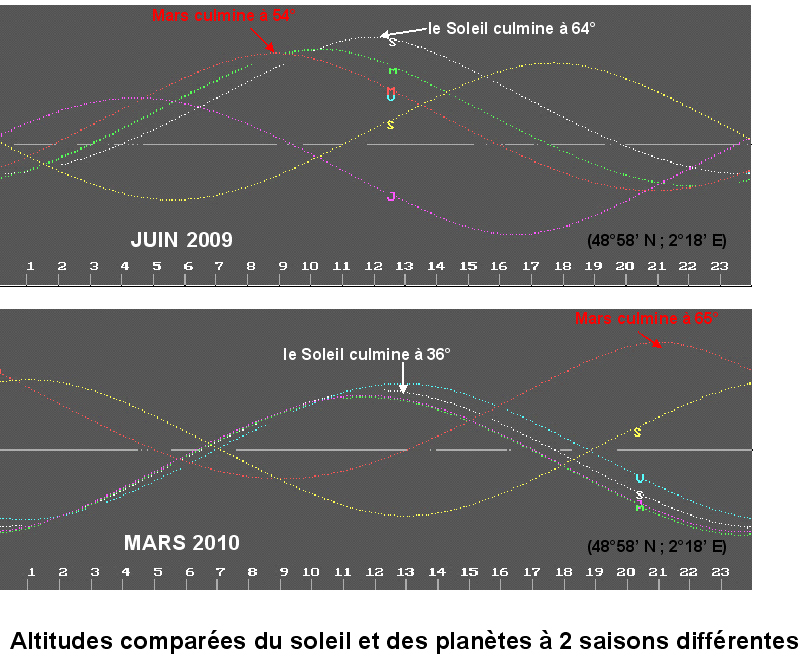 Mars culmine à 54°
le Soleil culmine à 64°
S
M
M
U
S
J
JUIN 2009
(48°58’ N ; 2°18’ E)
1 2 3 4 5 6 7 8 9 10 11 12 13 14 15 16 17 18 19 20 21 22 23
Mars culmine à 65°
le Soleil culmine à 36°
S
U
S
M
MARS 2010
(48°58’ N ; 2°18’ E)
1 2 3 4 5 6 7 8 9 10 11 12 13 14 15 16 17 18 19 20 21 22 23
Altitudes comparées du soleil et des planètes à 2 saisons différentes